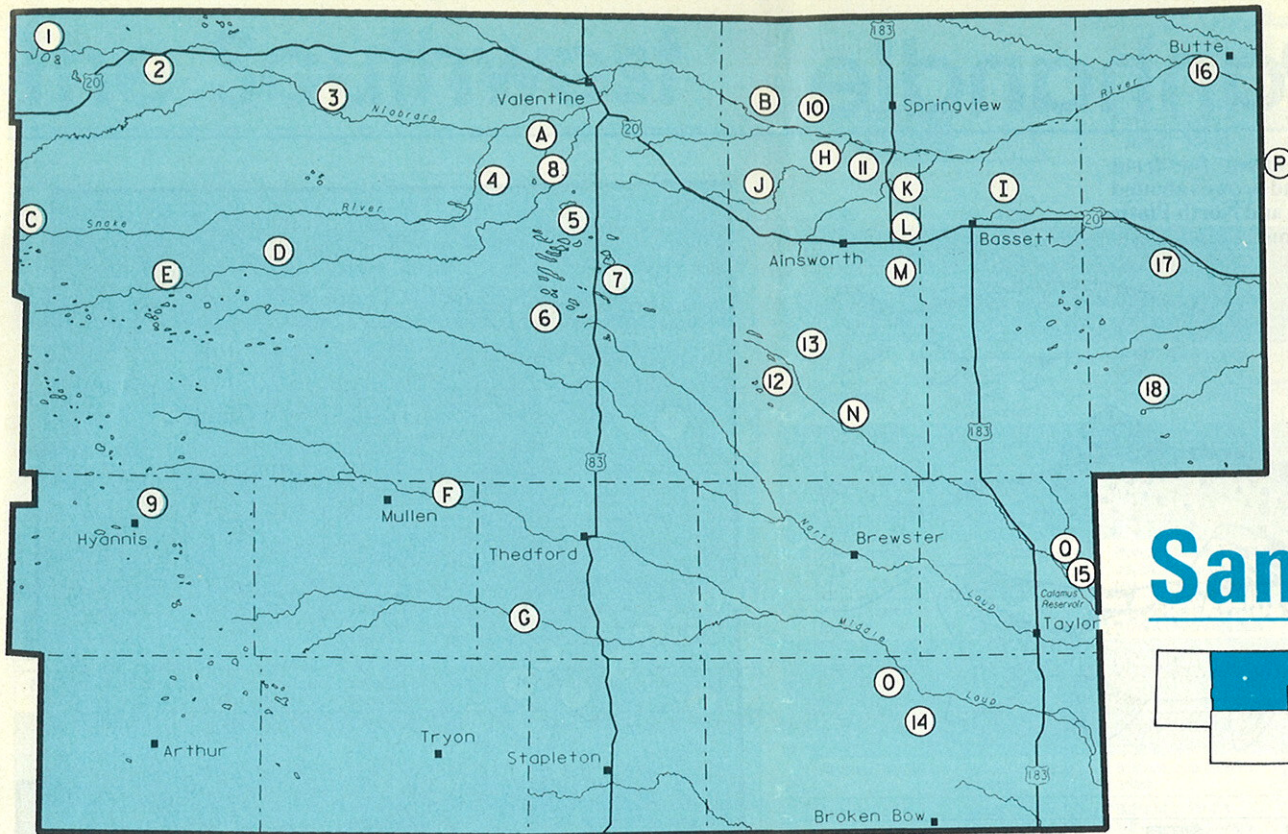 183
1
Butte
2
20
16
3
Valentine
B
10
Springview
River
Niobrara
A
20
H
11
P
4
8
J
K
I
C
Snake
River
5
L
20
D
Ainsworth
Bassett
E
7
M
17
6
13
12
18
N
183
83
9
F
Mullen
Hyannis
North
Brewster
Q
Thedford
15
San
Calamus
Reservoir
Loup
G
Middle
Taylor
O
Loup
14
Arthur
Tryon
Stapleton
183
Broken Bow